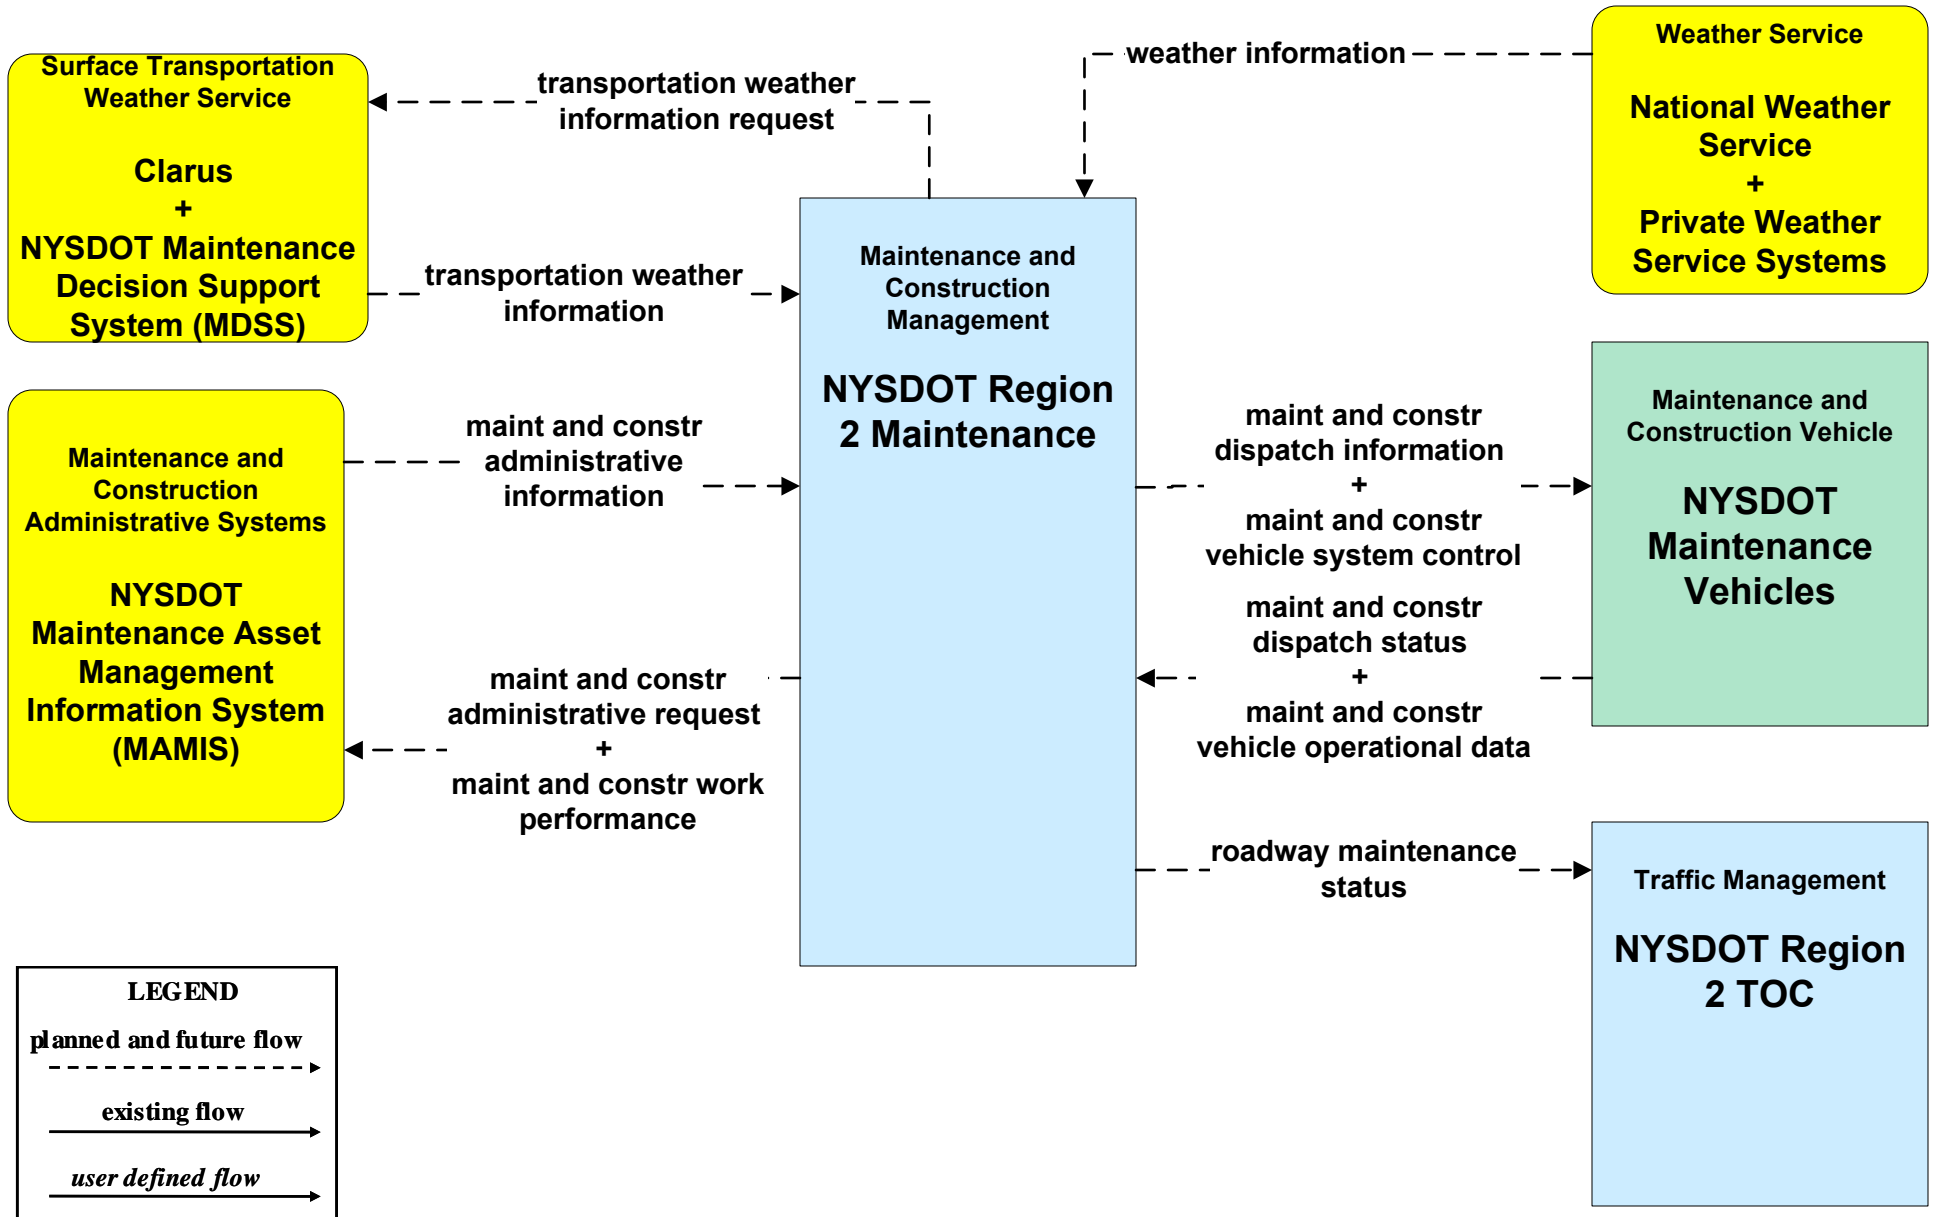 Surface Transportation
Weather Service
Clarus
+
NYSDOT Maintenance
Decision Support
System (MDSS)
transportation weather
information request
weather information
Weather Service
National Weather
Service
+
Private Weather
Service Systems
transportation weather
information
Maintenance and
Construction
Management
NYSDOT Region
2 Maintenance
Maintenance and
Construction
Administrative Systems
NYSDOT
Maintenance Asset
Management
Information System
(MAMIS)
maint and constr
administrative
information
maint and constr
administrative request
+
maint and constr work
performance
maint and constr
dispatch information
+
maint and constr
vehicle system control
maint and constr
dispatch status
+
maint and constr
vehicle operational data
Maintenance and
Construction Vehicle
NYSDOT
Maintenance
Vehicles
roadway maintenance
status
Traffic Management
NYSDOT Region
2 TOC
LEGEND
planned and future flow
existing flow
user defined flow